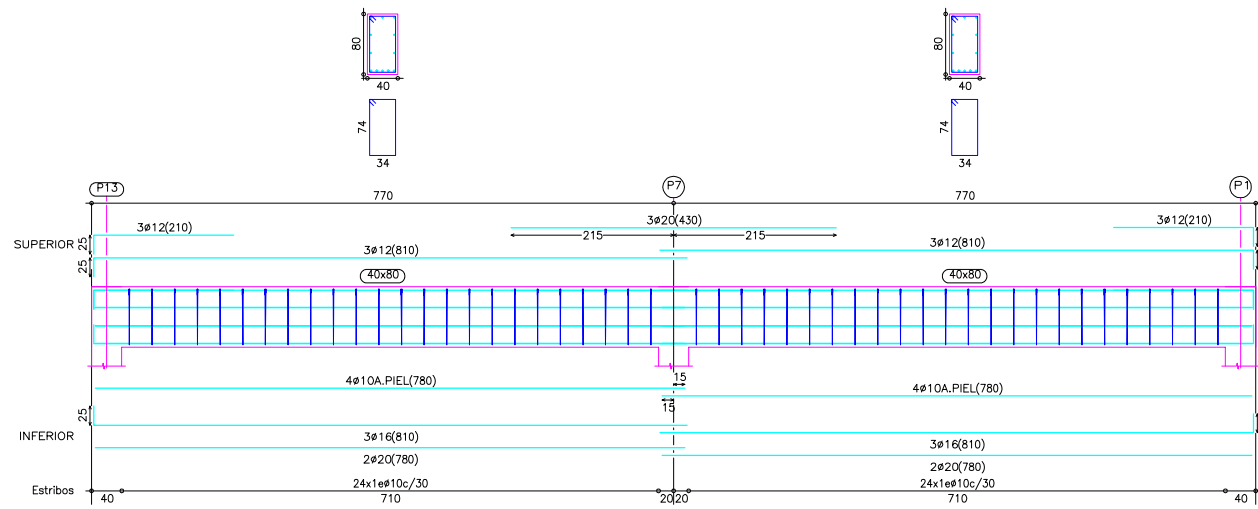 80 80
40 40
74 74
34 34
P13 P7 P1
770 770
3ø12(210) 3ø20(430) 3ø12(210)
SUPERIOR 25 215 215
3ø12(810) 3ø12(810)
25
40x80 40x80
15
4ø10A.PIEL(780) 4ø10A.PIEL(780)
15
25
INFERIOR 3ø16(810) 3ø16(810)
2ø20(780) 2ø20(780)
Estribos 24x1eø10c/30 24x1eø10c/30
40 710 20 20 710 40